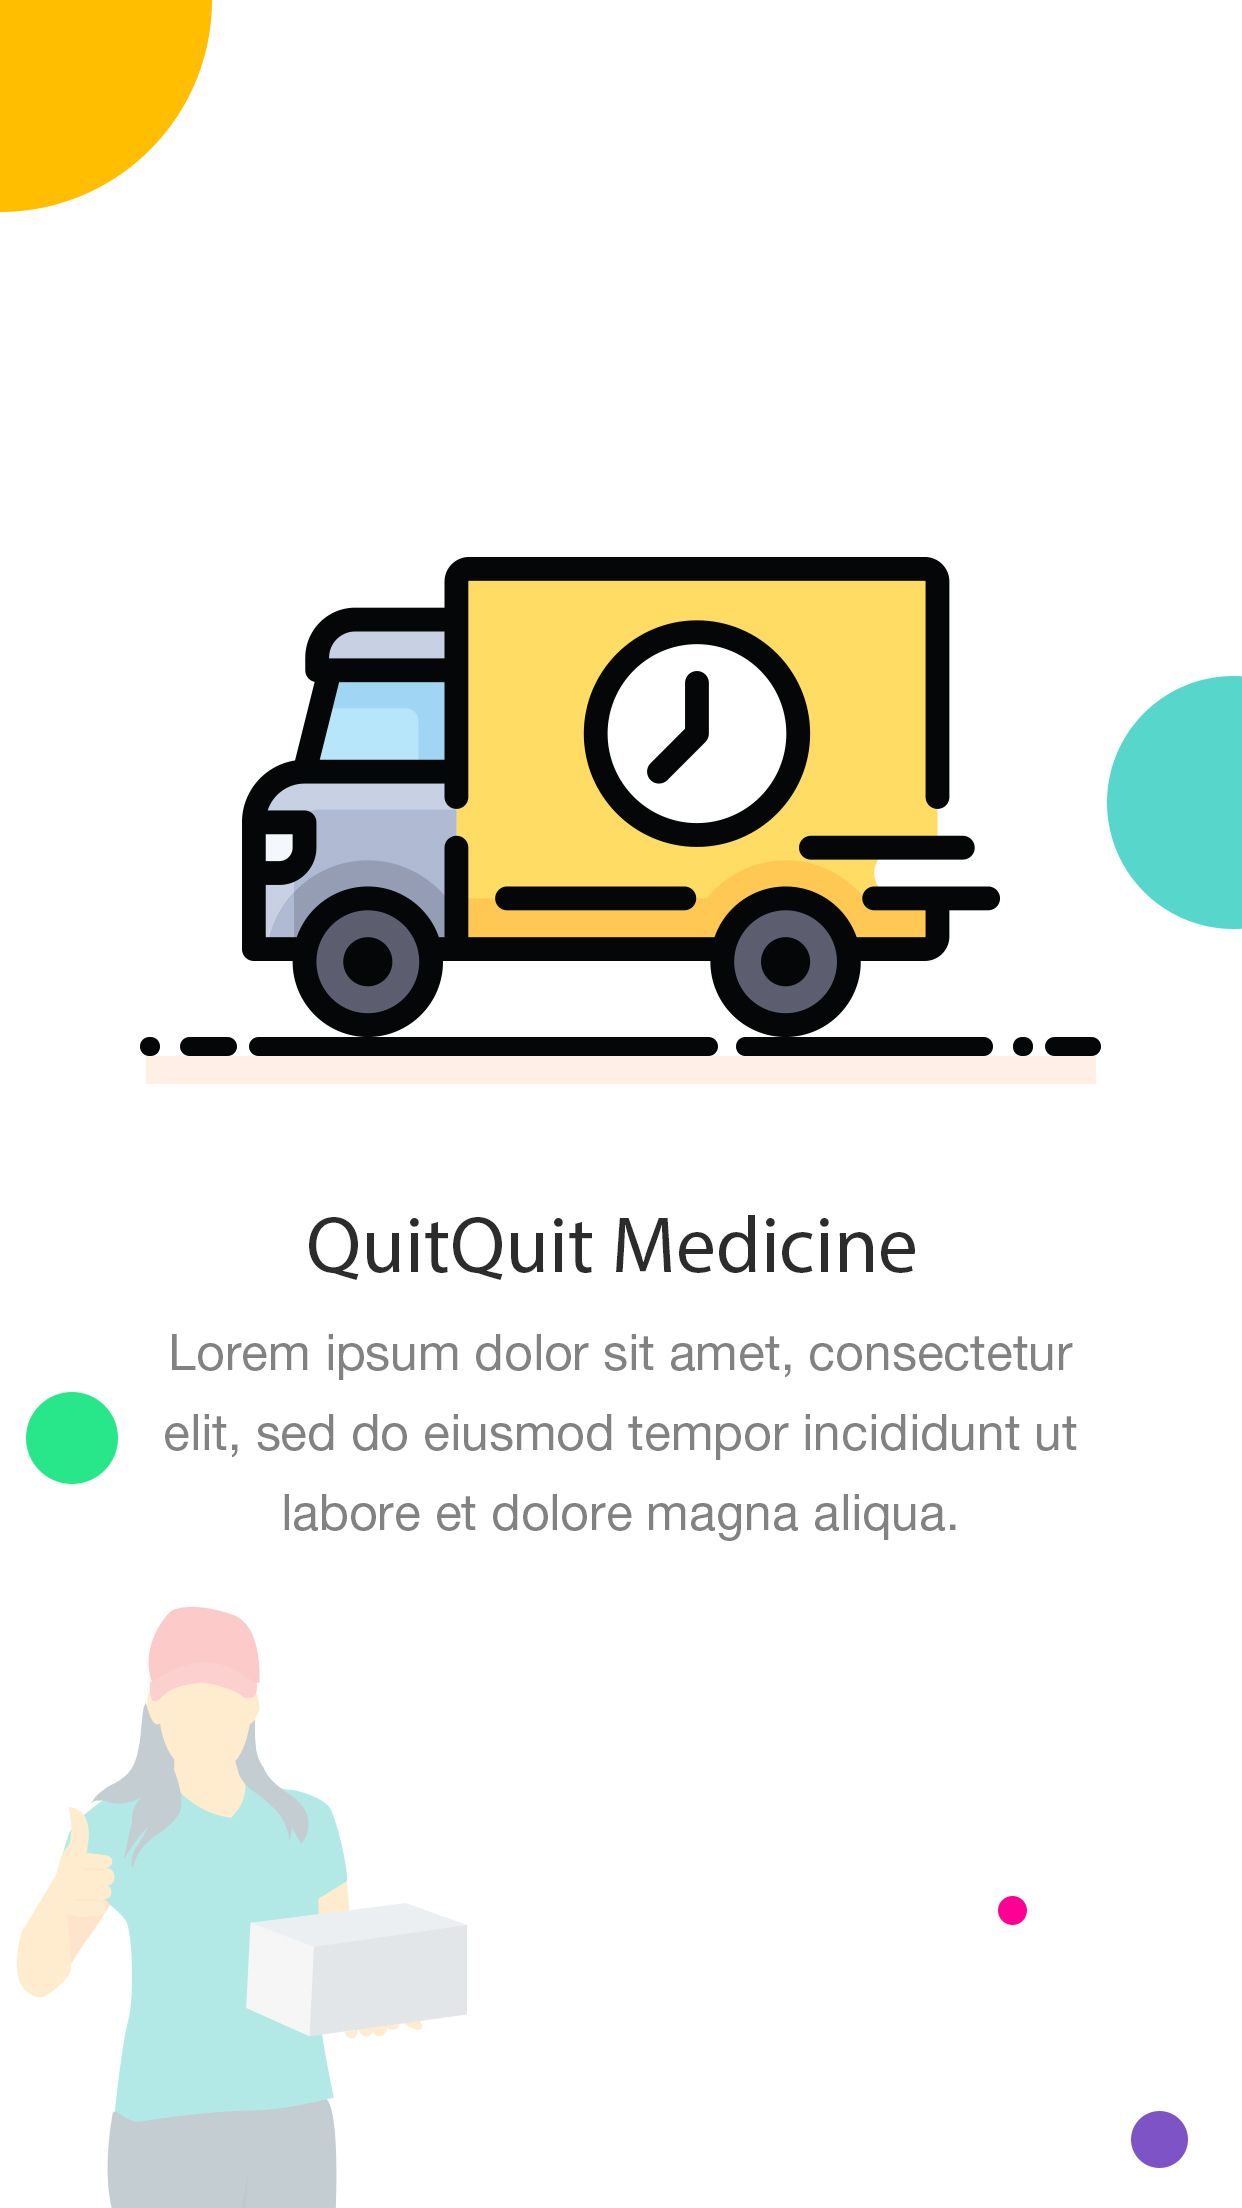 QuitQuit Medicine
Lorem ipsum dolor sit amet, consectetur
elit, sed do eiusmod tempor incididunt ut
labore et dolore magna aliqua.